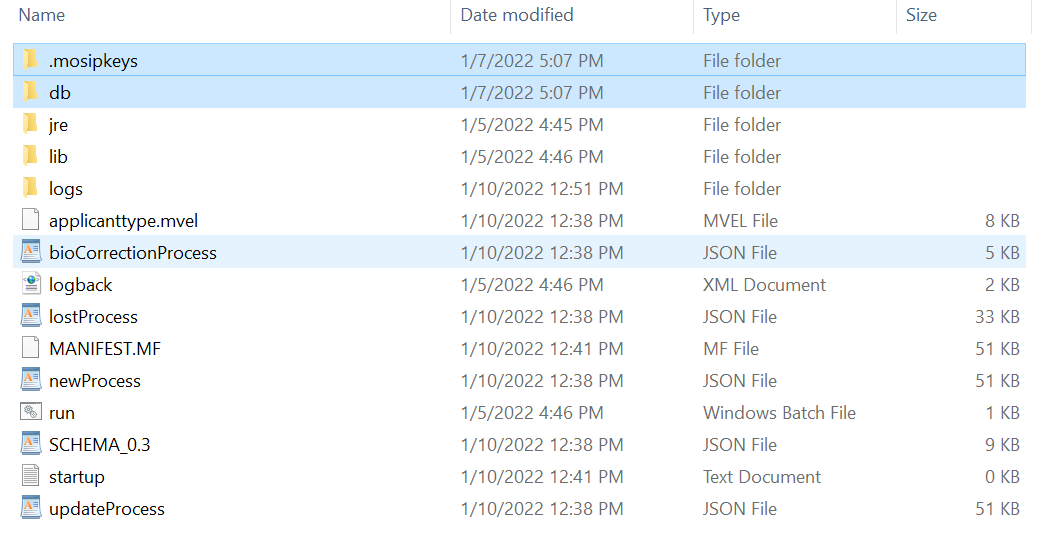 Name Date modified Type Size
.mosipkeys 1/7/2022 5:07 PM File folder
db 1/7/2022 5:07 PM File folder
jre 1/5/2022 4:45 PM File folder
lib 1/5/2022 4:46 PM File folder
logs 1/10/2022 12:51 PM File folder
applicanttype.mvel 1/10/2022 12:38 PM MVEL File 8 KB
bioCorrectionProcess 1/10/2022 12:38 PM JSON File 5 KB
logback 1/5/2022 4:46 PM XML Document 2 KB
lostProcess 1/10/2022 12:38 PM JSON File 33 KB
MANIFEST.MF 1/10/2022 12:41 PM MF File 51 KB
newProcess 1/10/2022 12:38 PM JSON File 51 KB
run 1/5/2022 4:46 PM Windows Batch File 1 KB
SCHEMA_0.3 1/10/2022 12:38 PM JSON File 9 KB
startup 1/10/2022 12:41 PM Text Document 0 KB
updateProcess 1/10/2022 12:38 PM JSON File 51 KB